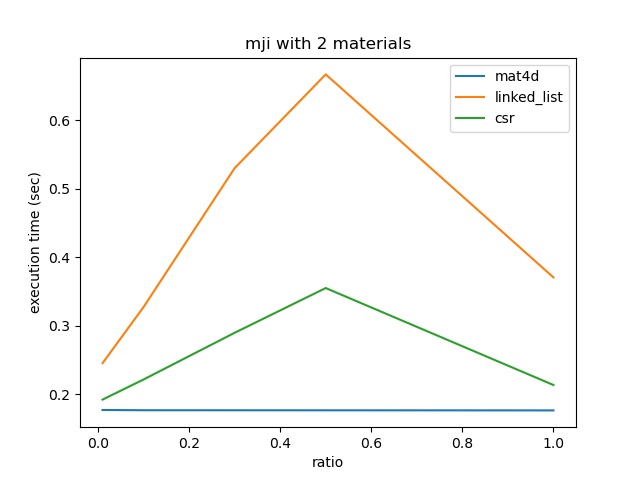 mji with 2 materials
mat4d
linked_list
csr
execution time (sec)
0.6
0.5
0.4
0.3
0.2
0.0 0.2 0.4 0.6 0.8 1.0
ratio